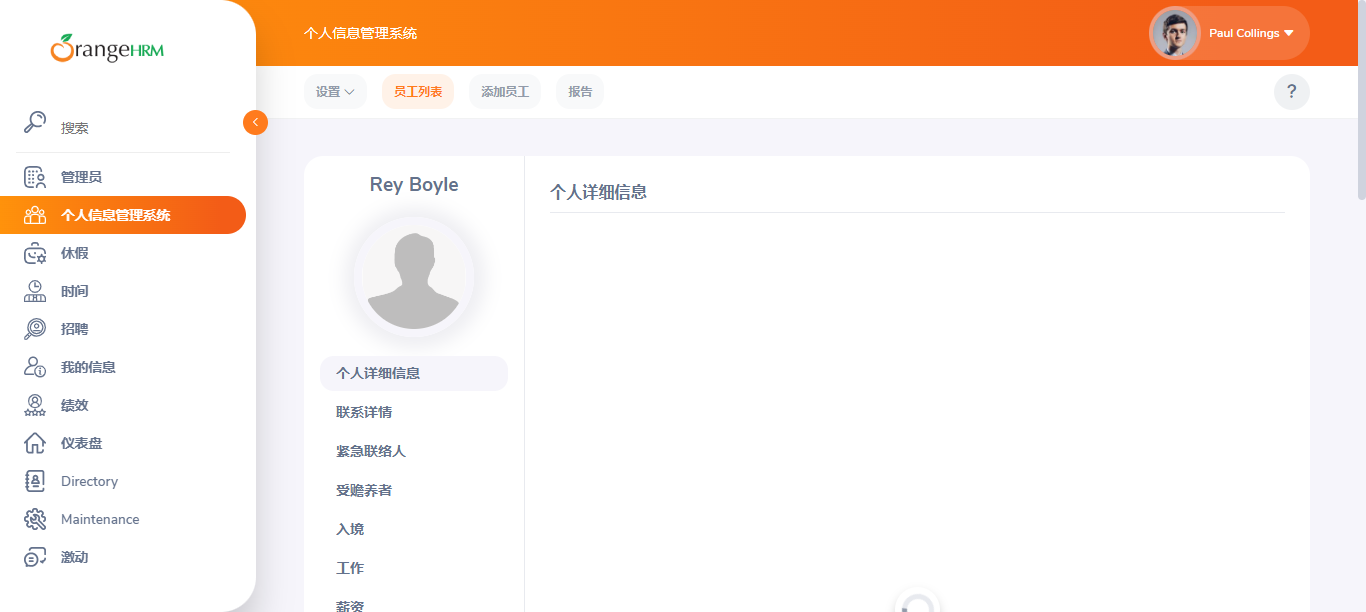 OrangeHRM
搜索
管理员
个人信息管理系统
休假
时间
招聘
我的信息
绩效
仪表盘
Directory
Maintenance
激动
个人信息管理系统
Paul Collings
设置
员工列表
添加员工
报告
?
Rey Boyle
个人详细信息
联系详情
紧急联络人
受赡养者
入境
工作
薪资
个人详细信息